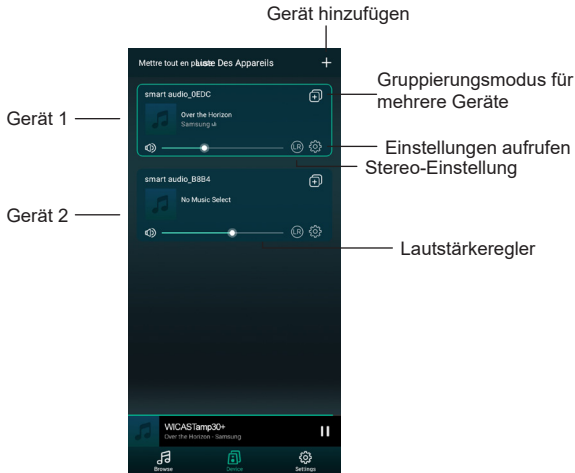 Gerät hinzufügen
Mettre tout en pause Liste Des Appareils
Gruppierungsmodus für
mehrere Geräte
smart audio_0EDC
Over the Horizon
Samsung
Gerät 1
LR
Einstellungen aufrufen
Stereo-Einstellung
smart audio_B8B4
No Music Select
Gerät 2
LR
Lautstärkeregler
WiCASTamp30+
Over the Horizon - Samsung
Browse
Device
Settings